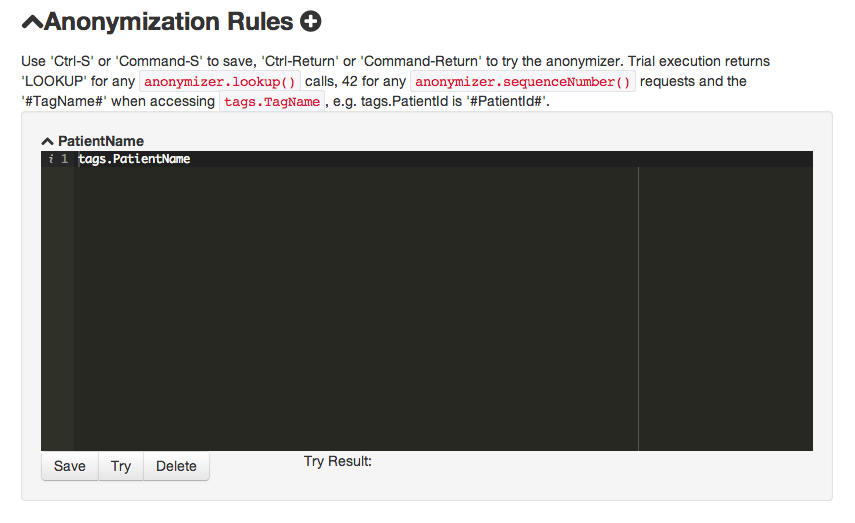 Anonymization Rules
Use 'Ctrl-S' or 'Command-S' to save, 'Ctrl-Return' or 'Command-Return' to try the anonymizer. Trial execution returns
'LOOKUP' for any anonymizer.lookup() calls, 42 for any anonymizer.sequenceNumber() requests and the
'#TagName#' when accessing tags.TagName, e.g. tags.PatientId is '#PatientId#'.
PatientName
i 1 tags.PatientName
Save Try Delete Try Result: